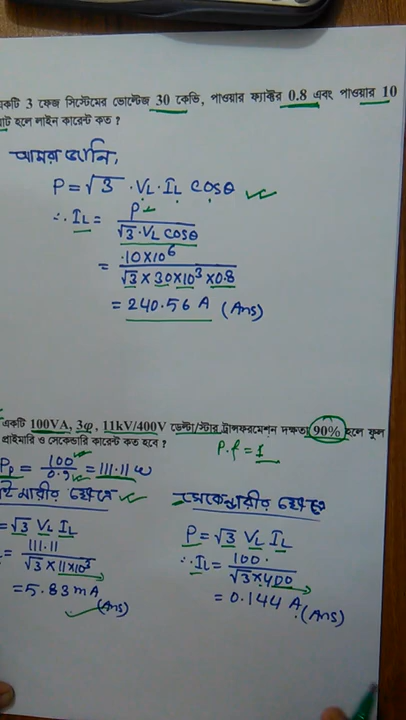 একটি 3 ফেজ সিস্টেমের ভোল্টেজ 30 কেভি, পাওয়ার ফ্যাক্টর 0.8 এবং পাওয়ার 10
হলে লাইন কারেন্ট কত ?
আমরা জানি,
P = √3 . VL . IL cosθ
∴ IL = P / √3 . VL cosθ
= 10×10⁶ / √3 × 30×10³ ×0.8
= 240.56 A (Ans)
একটি 100VA, 3φ, 11kV/400V ডেল্টা/স্টার ট্রান্সফরমেশন দক্ষতা 90% হলে ফুল
প্রাইমারি ও সেকেন্ডারি কারেন্ট কত হবে ?
P.f = 1
Pp = 100 / 0.9 = 111.11 W
সেকেন্ডারীর ক্ষেত্রে
= √3 VL IL
= 111.11 / √3 × 11×10³
= 5.83 mA
(Ans)
P = √3 VL IL
∴ IL = 100 / √3×400
= 0.144 A (Ans)